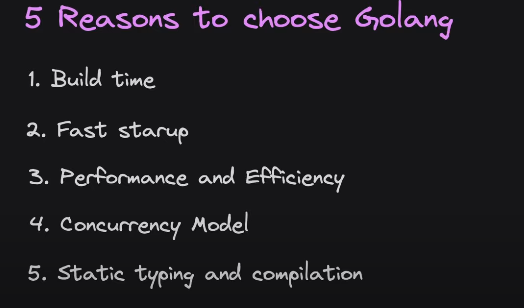 5 Reasons to choose Golang
1. Build time
2. Fast starup
3. Performance and Efficiency
4. Concurrency Model
5. Static typing and compilation